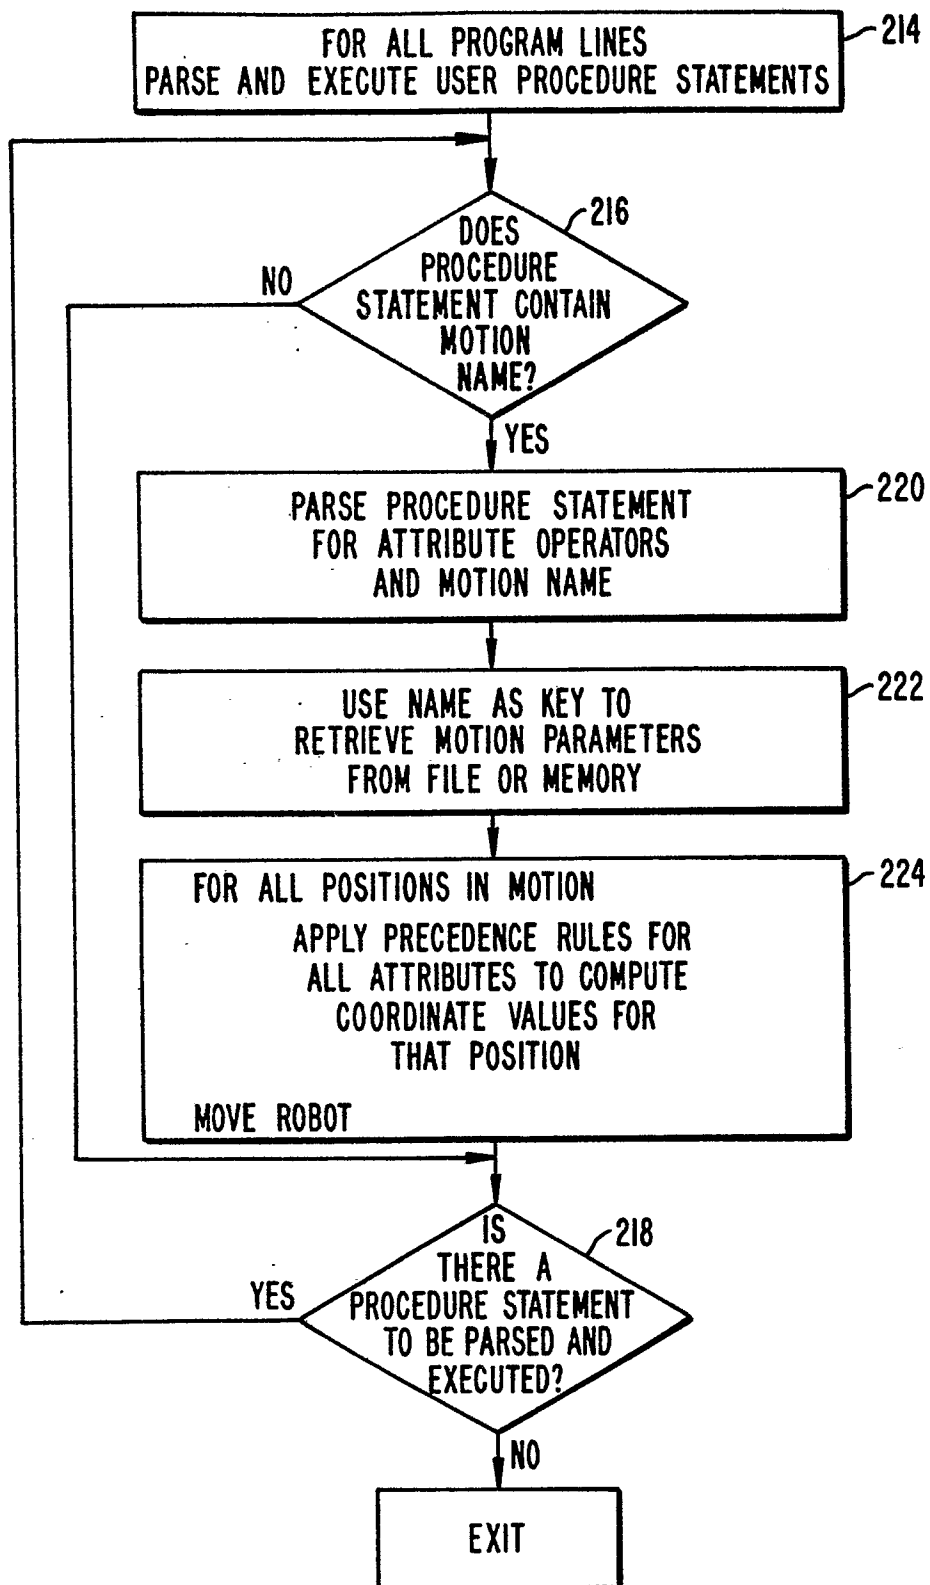 FOR ALL PROGRAM LINES
PARSE AND EXECUTE USER PROCEDURE STATEMENTS
214
DOES
PROCEDURE
STATEMENT CONTAIN
MOTION
NAME?
216
NO
YES
PARSE PROCEDURE STATEMENT
FOR ATTRIBUTE OPERATORS
AND MOTION NAME
220
USE NAME AS KEY TO
RETRIEVE MOTION PARAMETERS
FROM FILE OR MEMORY
222
FOR ALL POSITIONS IN MOTION
APPLY PRECEDENCE RULES FOR
ALL ATTRIBUTES TO COMPUTE
COORDINATE VALUES FOR
THAT POSITION
MOVE ROBOT
224
IS
THERE A
PROCEDURE STATEMENT
TO BE PARSED AND
EXECUTED?
218
YES
NO
EXIT